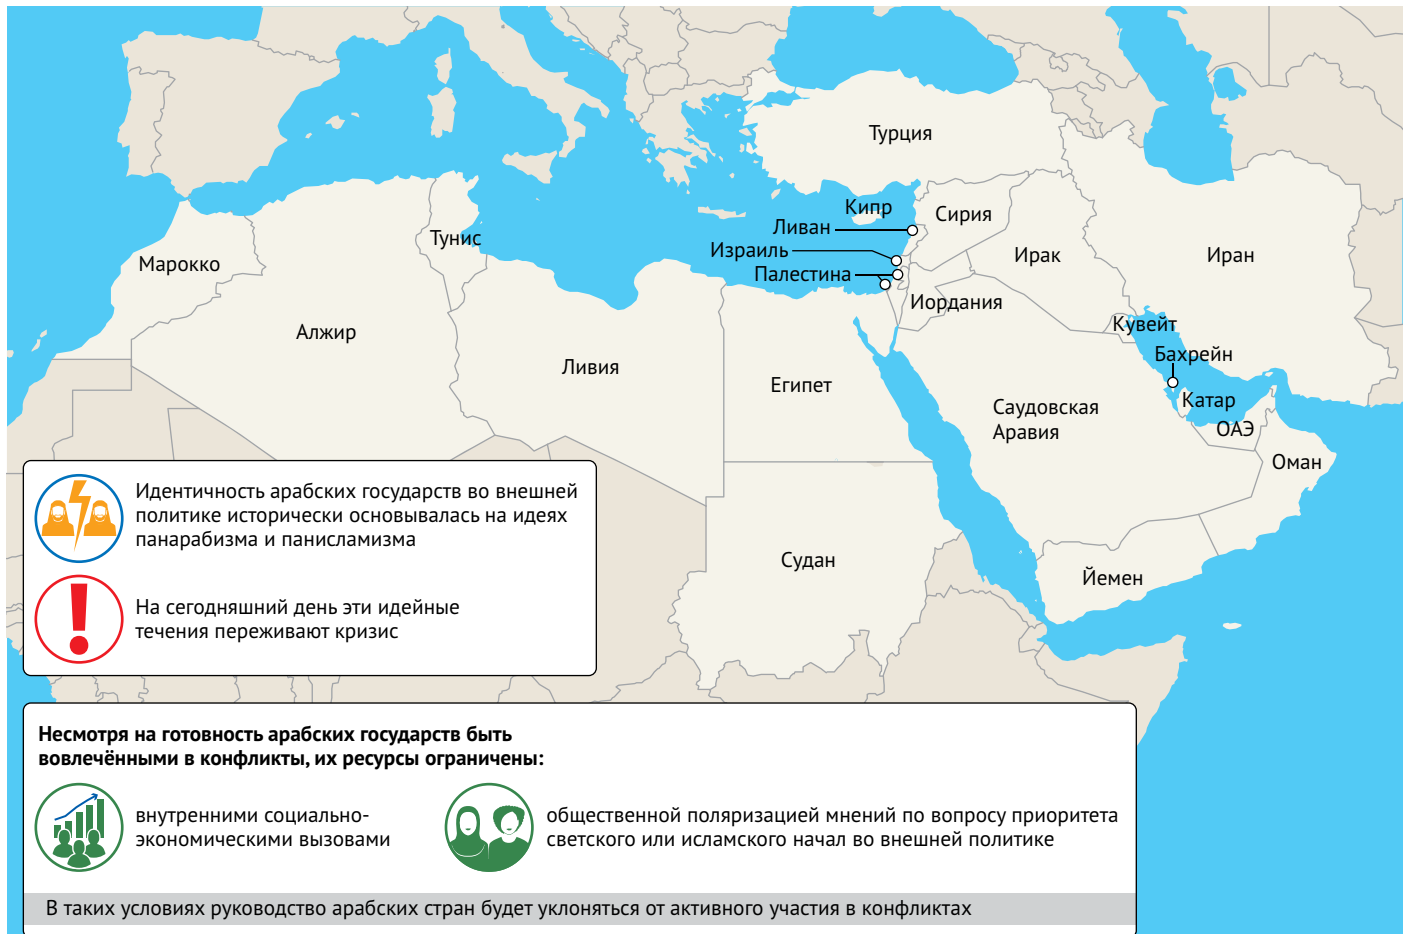 Турция
Кипр
Сирия
Ливан
Израиль
Палестина
Ирак
Иран
Тунис
Марокко
Иордания
Алжир
Кувейт
Ливия
Бахрейн
Египет
Катар
Саудовская
Аравия
ОАЭ
Оман
Судан
Йемен
Идентичность арабских государств во внешней
политике исторически основывалась на идеях
панарабизма и панисламизма
На сегодняшний день эти идейные
течения переживают кризис
Несмотря на готовность арабских государств быть
вовлечёнными в конфликты, их ресурсы ограничены:
внутренними социально-
экономическими вызовами
общественной поляризацией мнений по вопросу приоритета
светского или исламского начал во внешней политике
В таких условиях руководство арабских стран будет уклоняться от активного участия в конфликтах